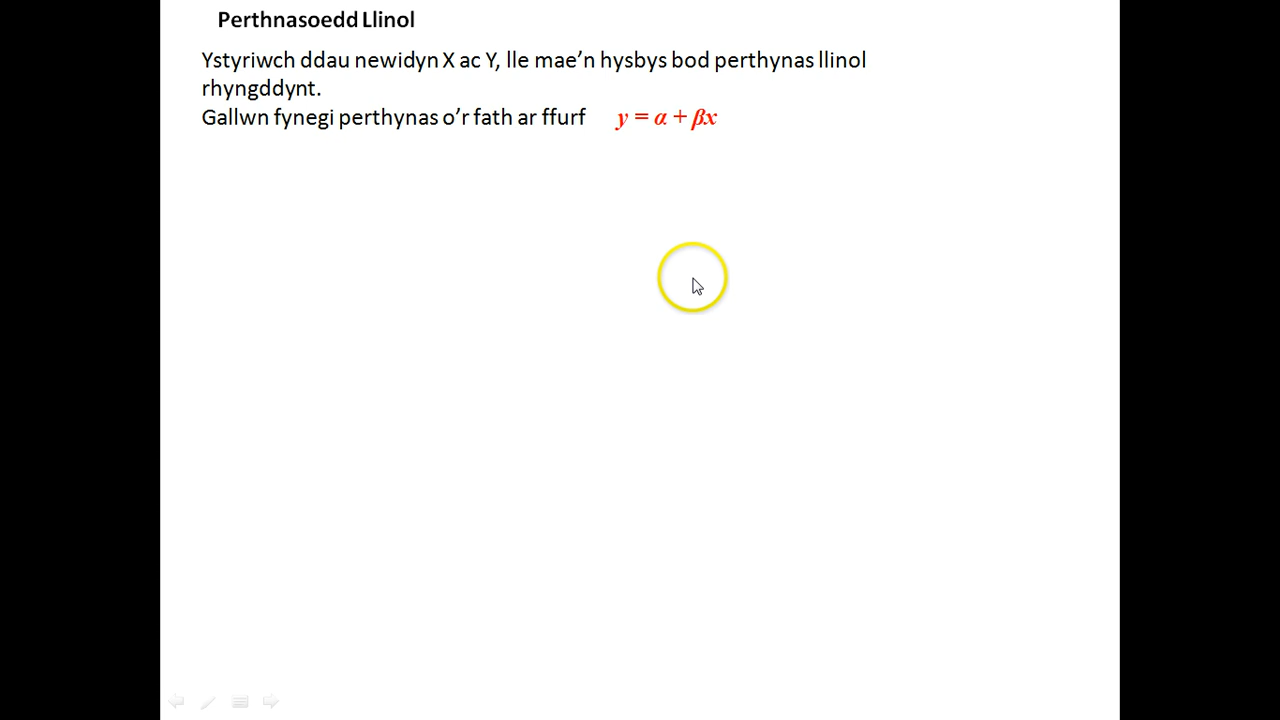 Perthnasoedd Llinol
Ystyriwch ddau newidyn X ac Y, lle mae’n hysbys bod perthynas llinol
rhyngddynt.
Gallwn fynegi perthynas o’r fath ar ffurf y = α + βx